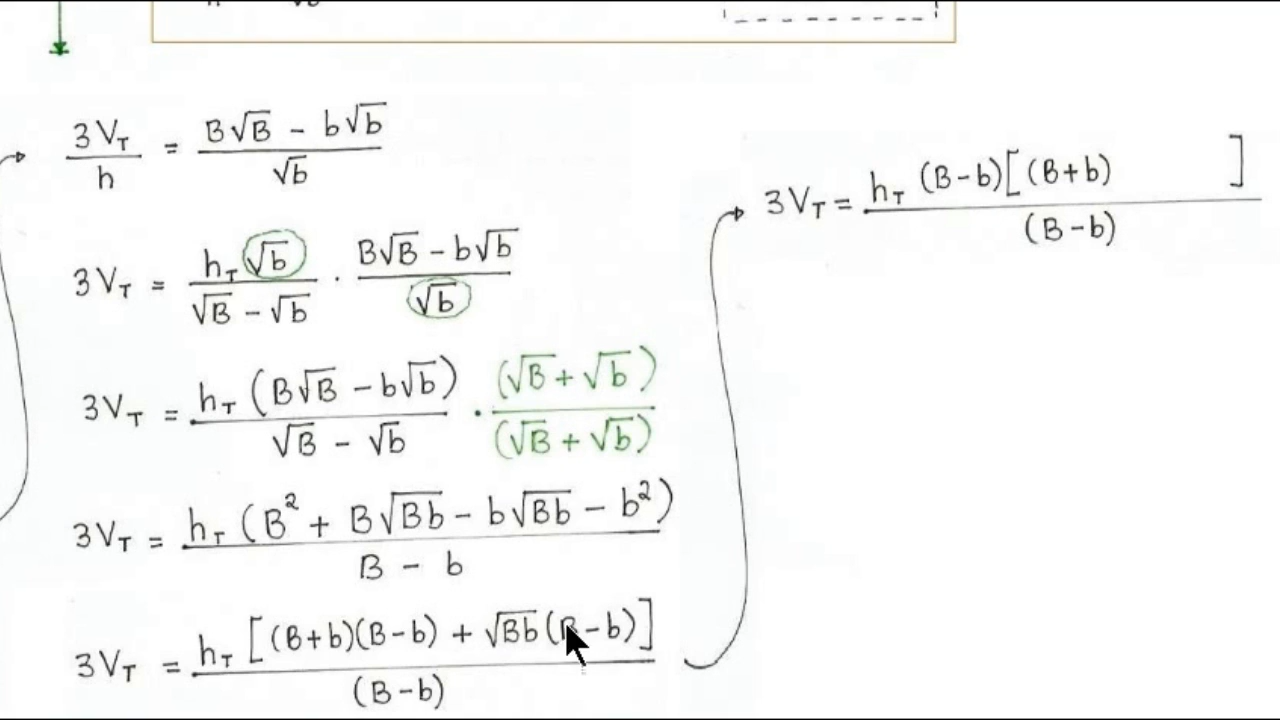 3V_T / h = (B√B - b√b) / √b
3V_T = h_T √b / (√B - √b) · (B√B - b√b) / √b
3V_T = h_T (B√B - b√b) / (√B - √b) · (√B + √b) / (√B + √b)
3V_T = h_T (B² + B√Bb - b√Bb - b²) / (B - b)
3V_T = h_T [(B+b)(B-b) + √Bb (B-b)] / (B-b)
3V_T = h_T (B-b)[(B+b) ] / (B-b)